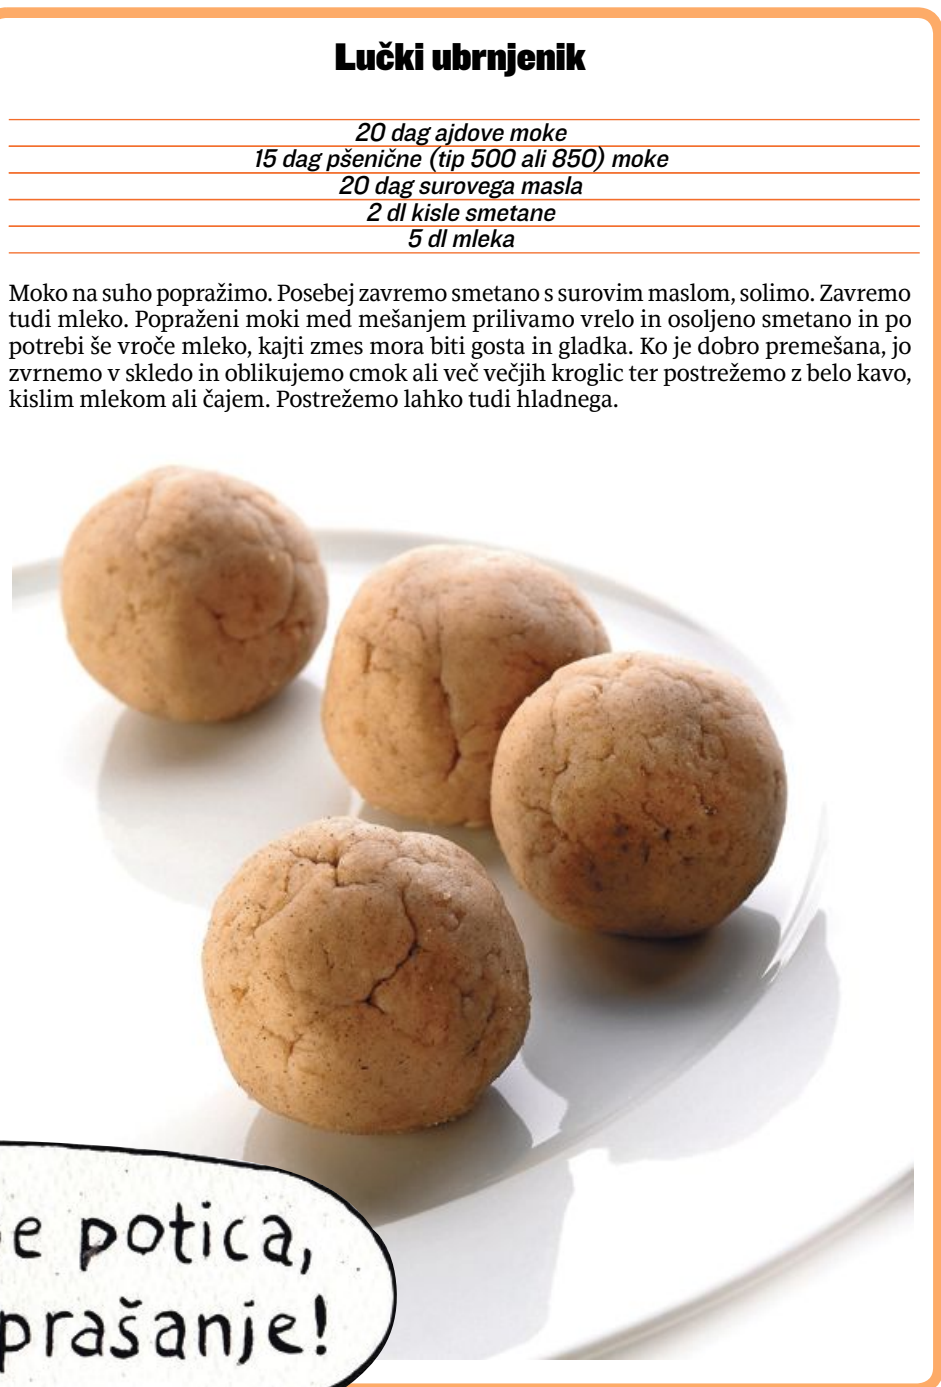 Lučki ubrnjenik
20 dag ajdove moke
15 dag pšenične (tip 500 ali 850) moke
20 dag surovega masla
2 dl kisle smetane
5 dl mleka
Moko na suho popražimo. Posebej zavremo smetano s surovim maslom, solimo. Zavremo
tudi mleko. Popraženi moki med mešanjem prilivamo vrelo in osoljeno smetano in po
potrebi še vroče mleko, kajti zmes mora biti gosta in gladka. Ko je dobro premešana, jo
zvrnemo v skledo in oblikujemo cmok ali več večjih kroglic ter postrežemo z belo kavo,
kislim mlekom ali čajem. Postrežemo lahko tudi hladnega.
potica,
prašanje!